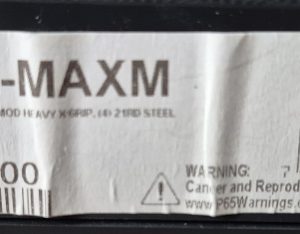 -MAXM
MOD HEAVY X GRIP, (4) 21RD STEEL
00
WARNING:
Cancer and Reprod
www.P65Warnings.c